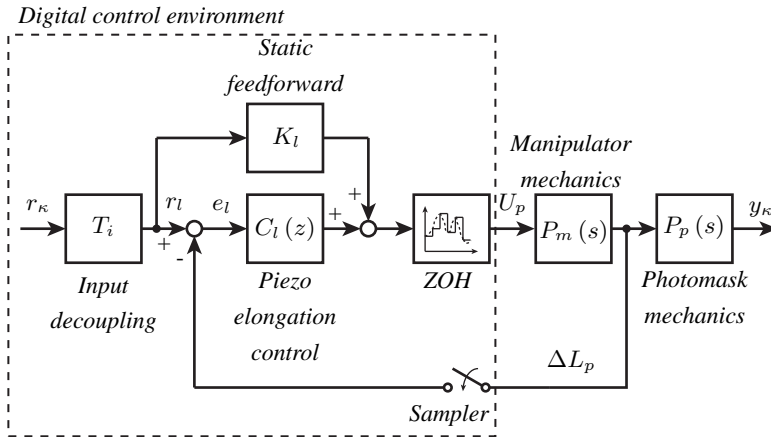 Digital control environment
Static
feedforward
K_l
Manipulator
mechanics
r_κ
r_l
e_l
+
+
U_p
y_κ
T_i
C_l (z)
P_m (s)
P_p (s)
+
-
Input
decoupling
Piezo
elongation
control
ZOH
Photomask
mechanics
ΔL_p
Sampler